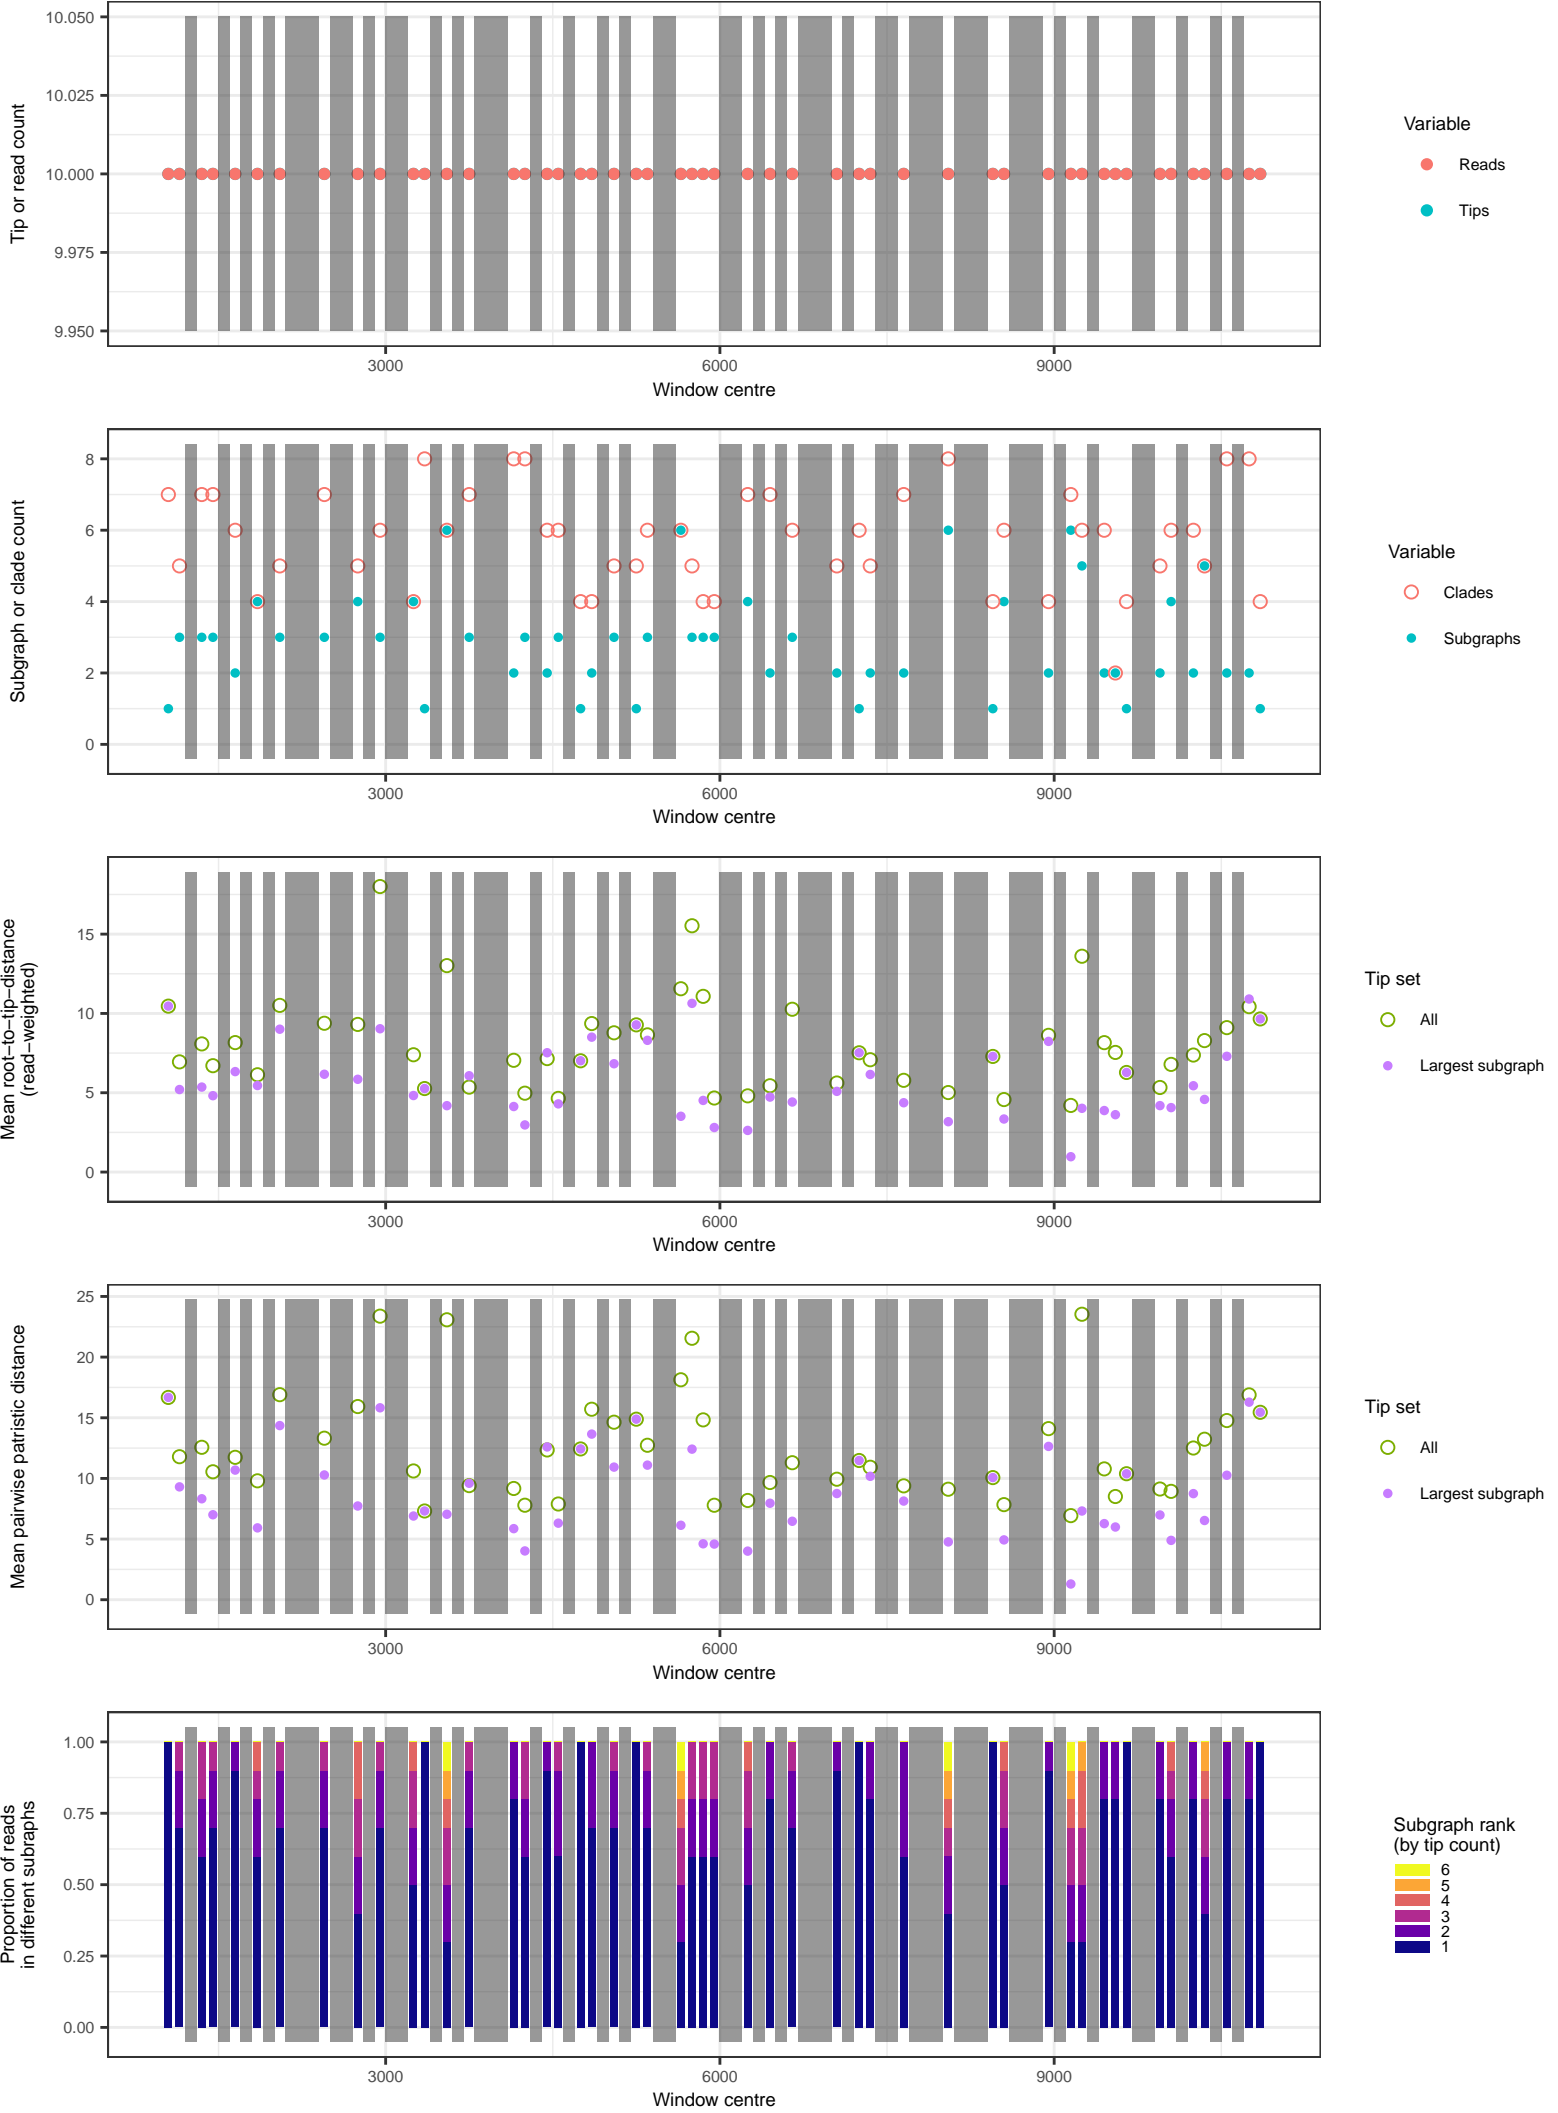 10.050
10.025
10.000
9.975
9.950
Tip or read count
3000
6000
9000
Window centre
Variable
Reads
Tips
8
6
4
2
0
Subgraph or clade count
3000
6000
9000
Window centre
Variable
Clades
Subgraphs
15
10
5
0
Mean root−to−tip−distance
(read−weighted)
3000
6000
9000
Window centre
Tip set
All
Largest subgraph
25
20
15
10
5
0
Mean pairwise patristic distance
3000
6000
9000
Window centre
Tip set
All
Largest subgraph
1.00
0.75
0.50
0.25
0.00
Proportion of reads
in different subraphs
3000
6000
9000
Window centre
Subgraph rank
(by tip count)
6
5
4
3
2
1